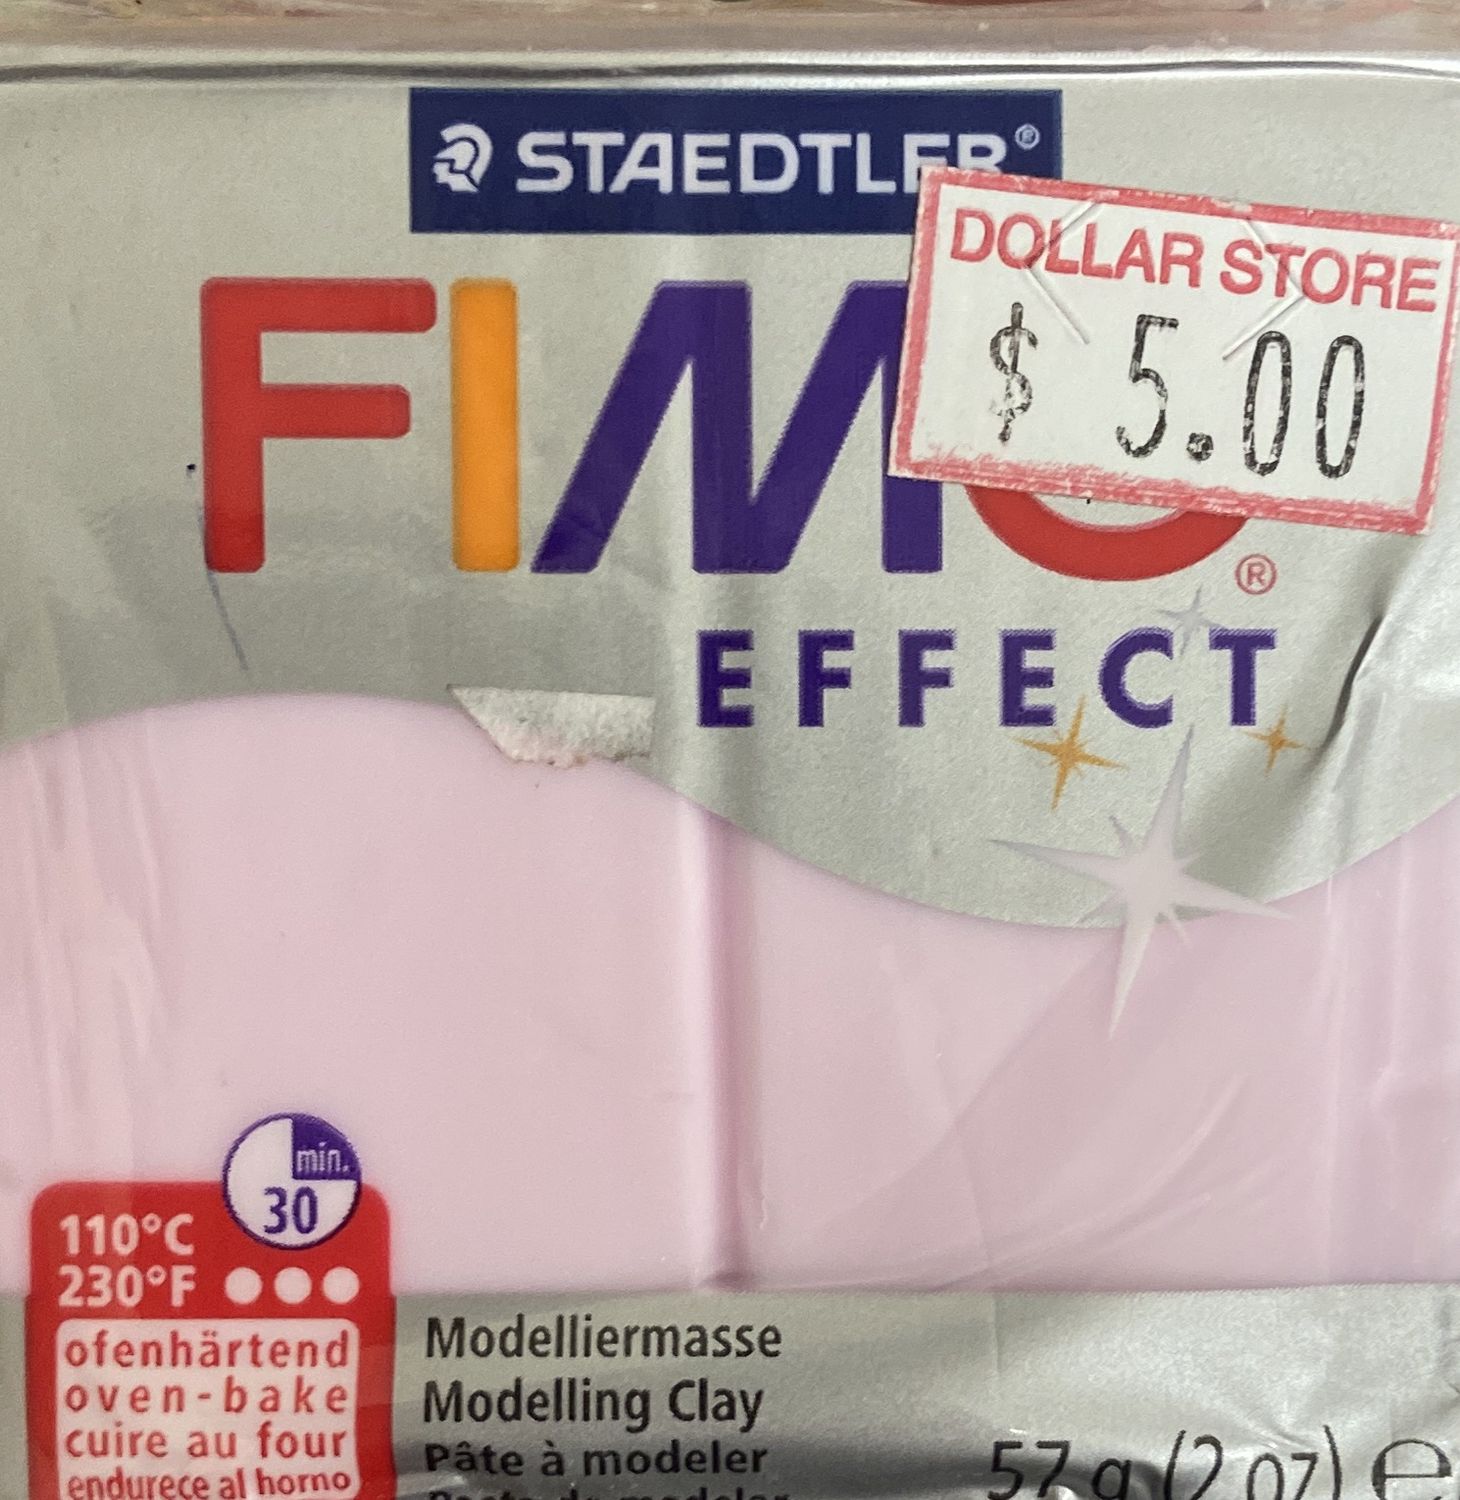 STAEDTLER®
DOLLAR STORE
$ 5.00
FIMO®
EFFECT
min.
30
110°C
230°F
ofenhärtend
oven-bake
cuire au four
endurece al horno
Modelliermasse
Modelling Clay
Pâte à modeler
57 g (2 oz) ℮